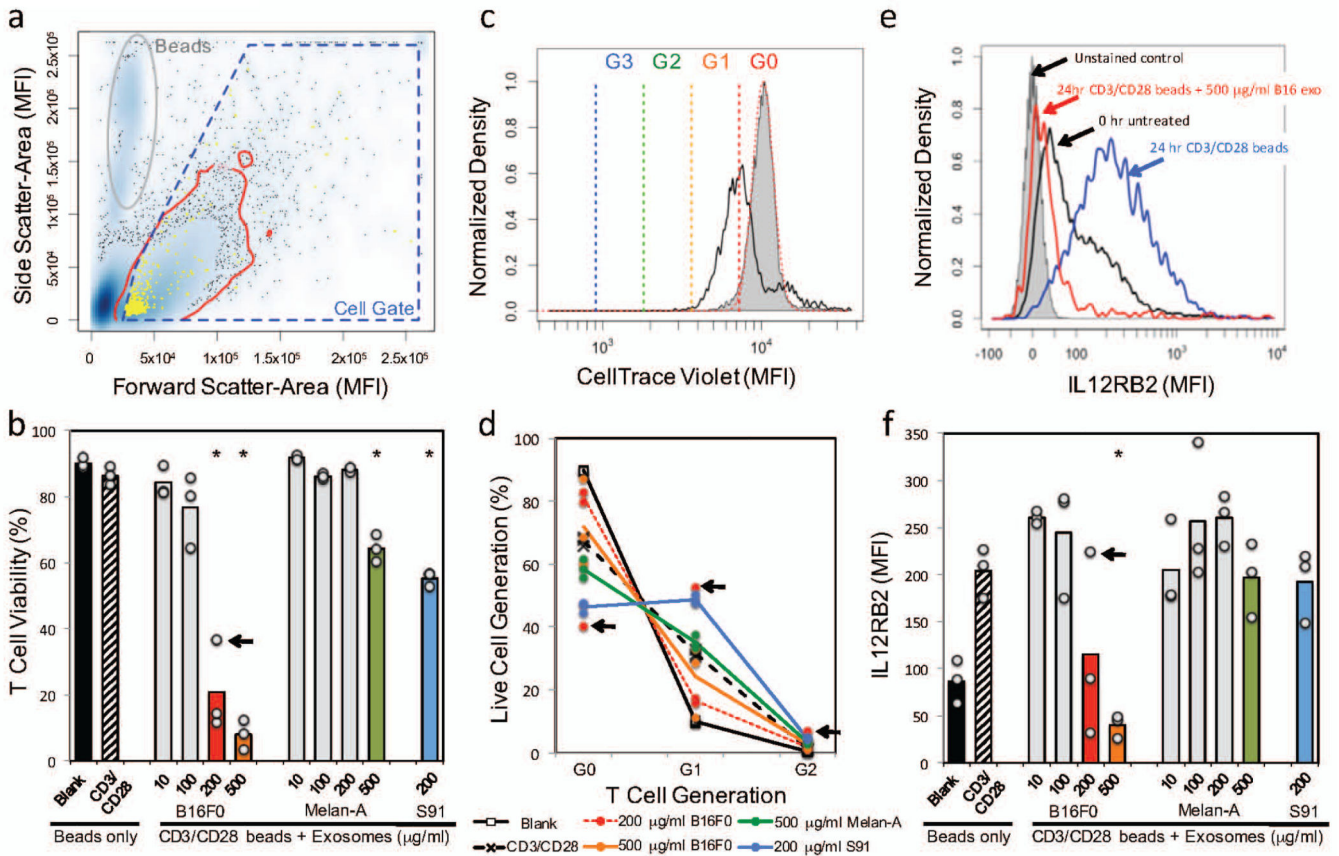 a
Beads
Cell Gate
Side Scatter-Area (MFI)
2.5x10⁵
2x10⁵
1.5x10⁵
1x10⁵
5x10⁴
0
0 5x10⁴ 1x10⁵ 1.5x10⁵ 2x10⁵ 2.5x10⁵
Forward Scatter-Area (MFI)
c
G3 G2 G1 G0
Normalized Density
1.0
0.8
0.6
0.4
0.2
0.0
10³ 10⁴
CellTrace Violet (MFI)
e
Unstained control
24hr CD3/CD28 beads + 500 µg/ml B16 exo
0 hr untreated
24 hr CD3/CD28 beads
Normalized Density
1.0
0.8
0.6
0.4
0.2
0.0
-100 0 100 10³ 10⁴
IL12RB2 (MFI)
b
T Cell Viability (%)
100
80
60
40
20
0
* * * *
Blank CD3/CD28 10 100 200 500 10 100 200 500 200
B16F0 Melan-A S91
Beads only CD3/CD28 beads + Exosomes (µg/ml)
d
Live Cell Generation (%)
100
80
60
40
20
0
G0 G1 G2
T Cell Generation
Blank 200 µg/ml B16F0 500 µg/ml Melan-A
CD3/CD28 500 µg/ml B16F0 200 µg/ml S91
f
IL12RB2 (MFI)
350
300
250
200
150
100
50
0
*
Blank CD3/CD28 10 100 200 500 10 100 200 500 200
B16F0 Melan-A S91
Beads only CD3/CD28 beads + Exosomes (µg/ml)